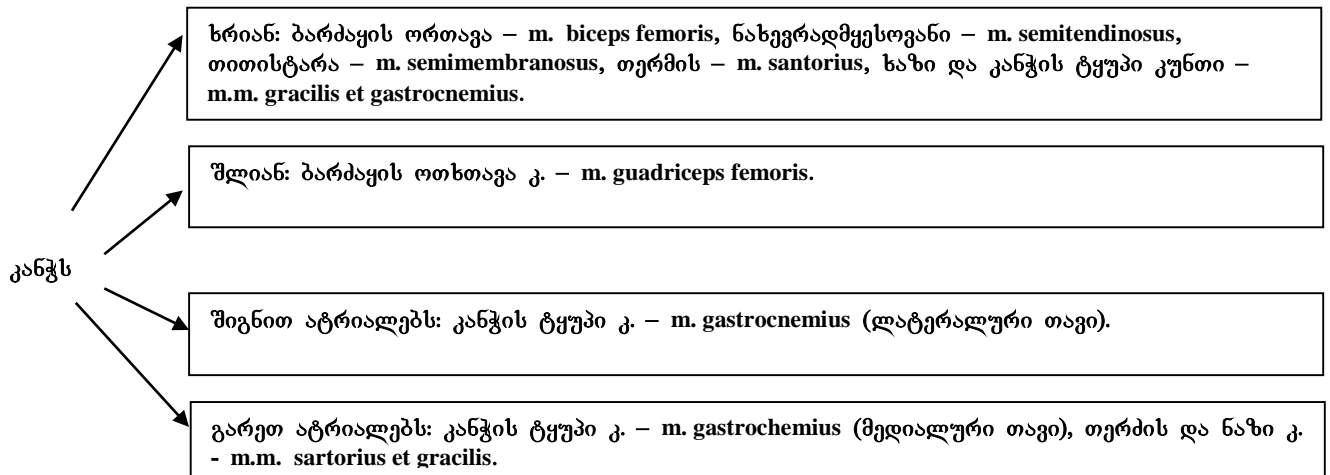 ხრიან: ბარძაყის ორთავა – m. biceps femoris, ნახევრადმყესოვანი – m. semitendinosus,
თითისტარა – m. semimembranosus, თერმის – m. santorius, ხაზი და კანჭის ტყუპი კუნთი –
m.m. gracilis et gastrocnemius.
შლიან: ბარძაყის ოთხთავა კ. – m. guadriceps femoris.
კანჭს
შიგნით ატრიალებს: კანჭის ტყუპი კ. – m. gastrocnemius (ლატერალური თავი).
გარეთ ატრიალებს: კანჭის ტყუპი კ. – m. gastrochemius (მედიალური თავი), თერძის და ნაზი კ.
- m.m. sartorius et gracilis.